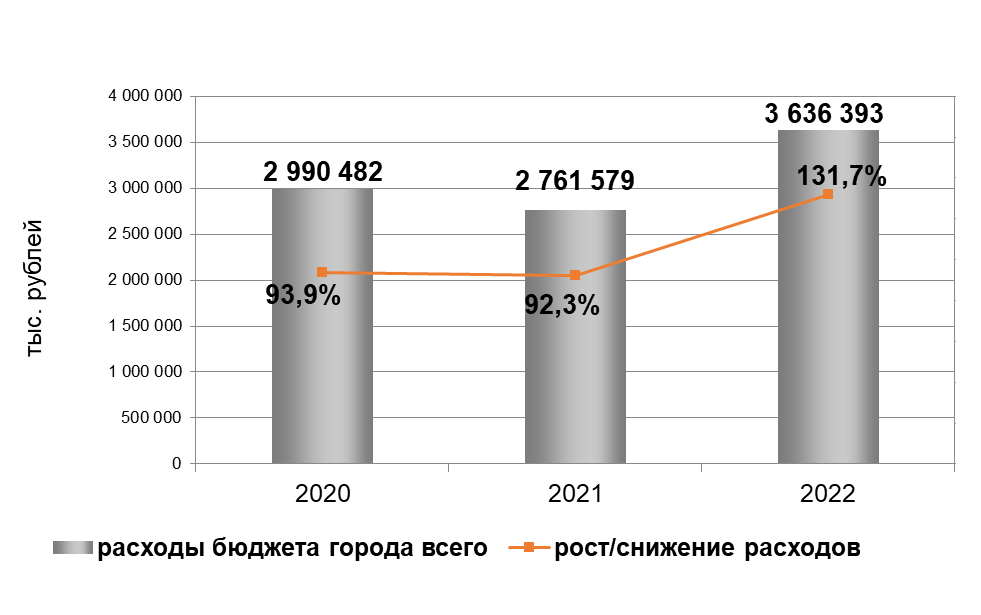 4 000 000
3 500 000
3 000 000
2 500 000
2 000 000
1 500 000
1 000 000
500 000
0
тыс. рублей
2 990 482
2 761 579
3 636 393
93,9%
92,3%
131,7%
2020
2021
2022
расходы бюджета города всего
рост/снижение расходов